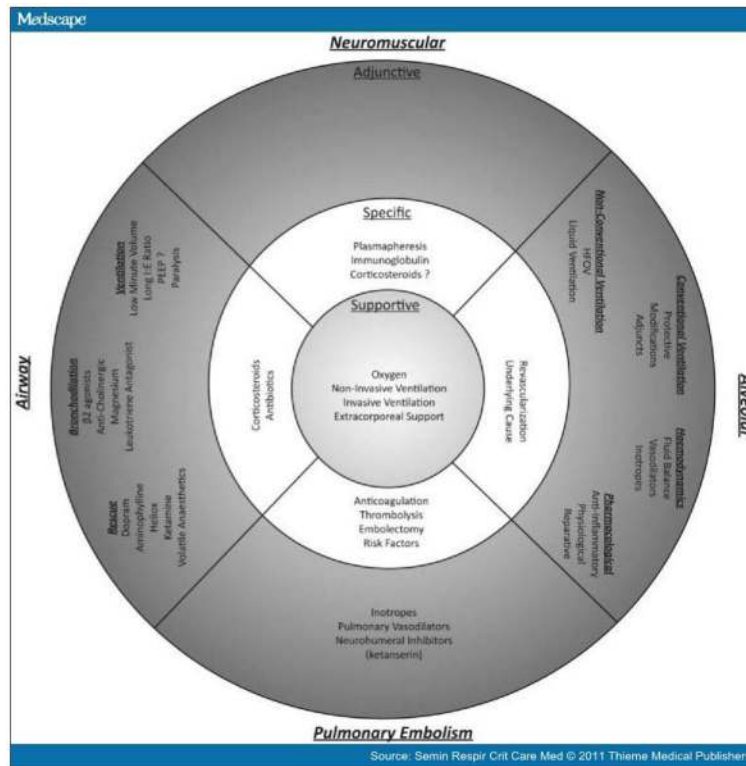 Medscape
Neuromuscular
Adjunctive
Specific
Plasmapheresis
Immunoglobulin
Corticosteroids ?
Supportive
Oxygen
Non-Invasive Ventilation
Invasive Ventilation
Extracorporeal Support
Airway
Ventilation
Low Minute Volume
Long I:E Ratio
PEEP ?
Paralysis
Bronchodilation
β2 agonists
Anti-Cholinergic
Magnesium
Leukotriene Antagonist
Rescue
Dopram
Aminophylline
Heliox
Ketamine
Volatile Anaesthetics
Corticosteroids
Antibiotics
Revascularization
Underlying Cause
Non-Conventional Ventilation
HFOV
Liquid Ventilation
Conventional Ventilation
Protective
Modifications
Adjuncts
Haemodynamics
Fluid Balance
Vasodilators
Inotropes
Pharmacological
Anti-inflammatory
Physiological
Reparative
Alveolar
Anticoagulation
Thrombolysis
Embolectomy
Risk Factors
Inotropes
Pulmonary Vasodilators
Neurohumeral Inhibitors
(ketanserin)
Pulmonary Embolism
Source: Semin Respir Crit Care Med © 2011 Thieme Medical Publisher